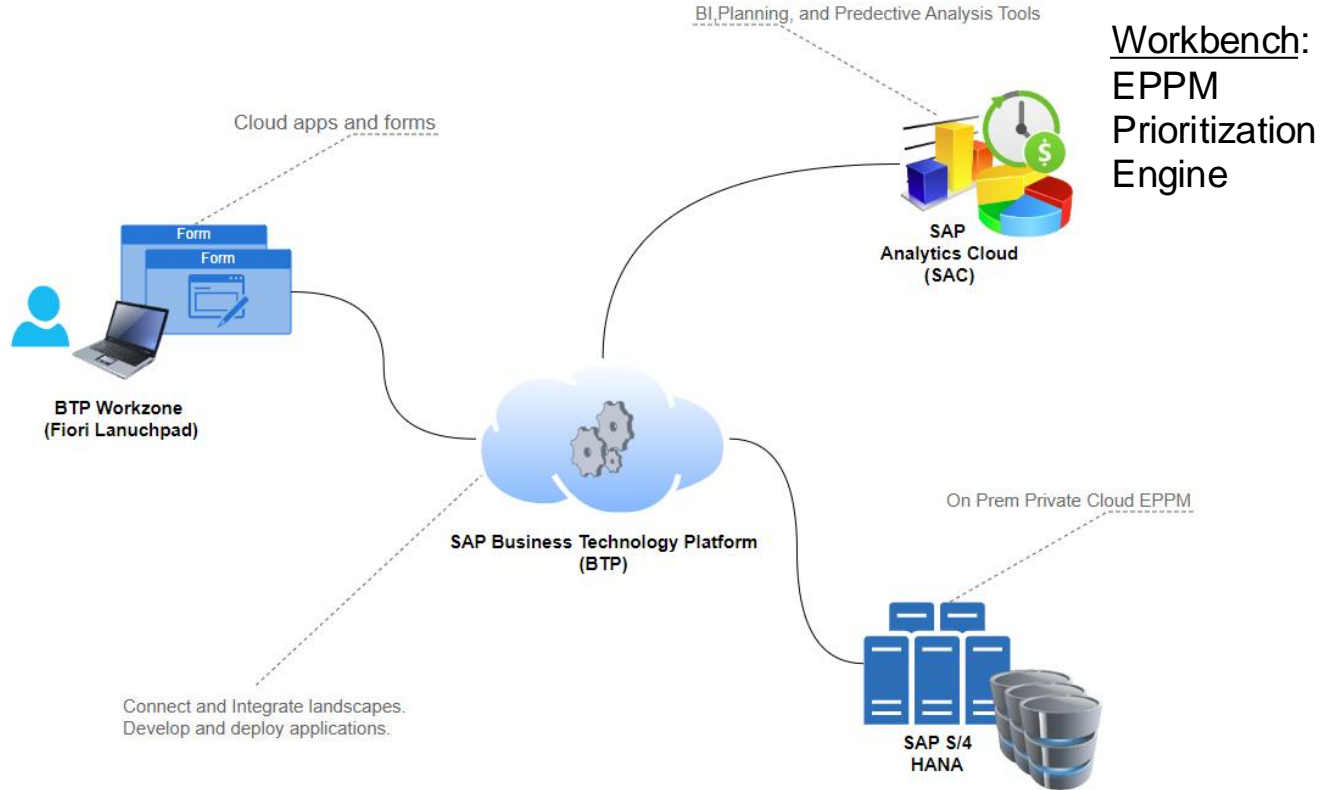 BI,Planning, and Predective Analysis Tools
Workbench:
EPPM
Prioritization
Engine
Cloud apps and forms
$
SAP
Analytics Cloud
(SAC)
Form
Form
BTP Workzone
(Fiori Lanuchpad)
SAP Business Technology Platform
(BTP)
On Prem Private Cloud EPPM
Connect and Integrate landscapes.
Develop and deploy applications.
SAP S/4
HANA